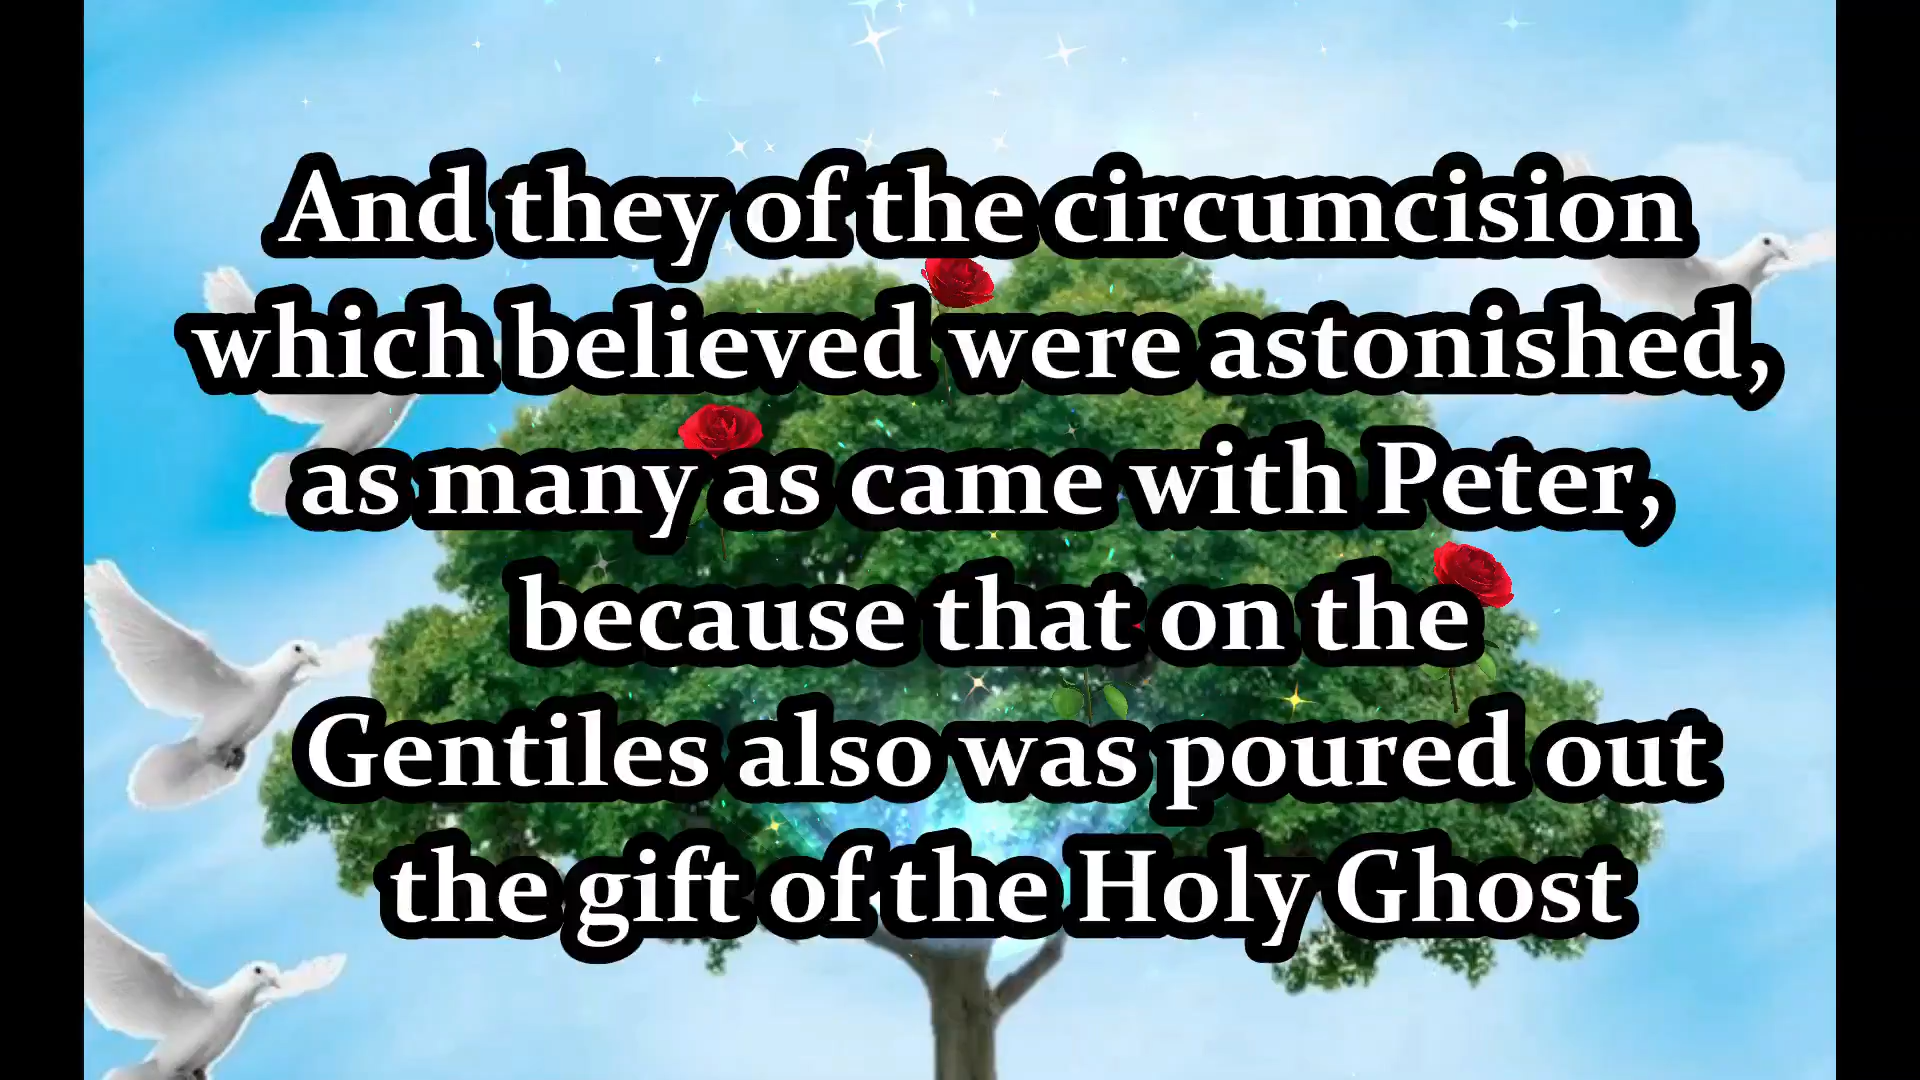 And they of the circumcision
which believed were astonished,
as many as came with Peter,
because that on the
Gentiles also was poured out
the gift of the Holy Ghost